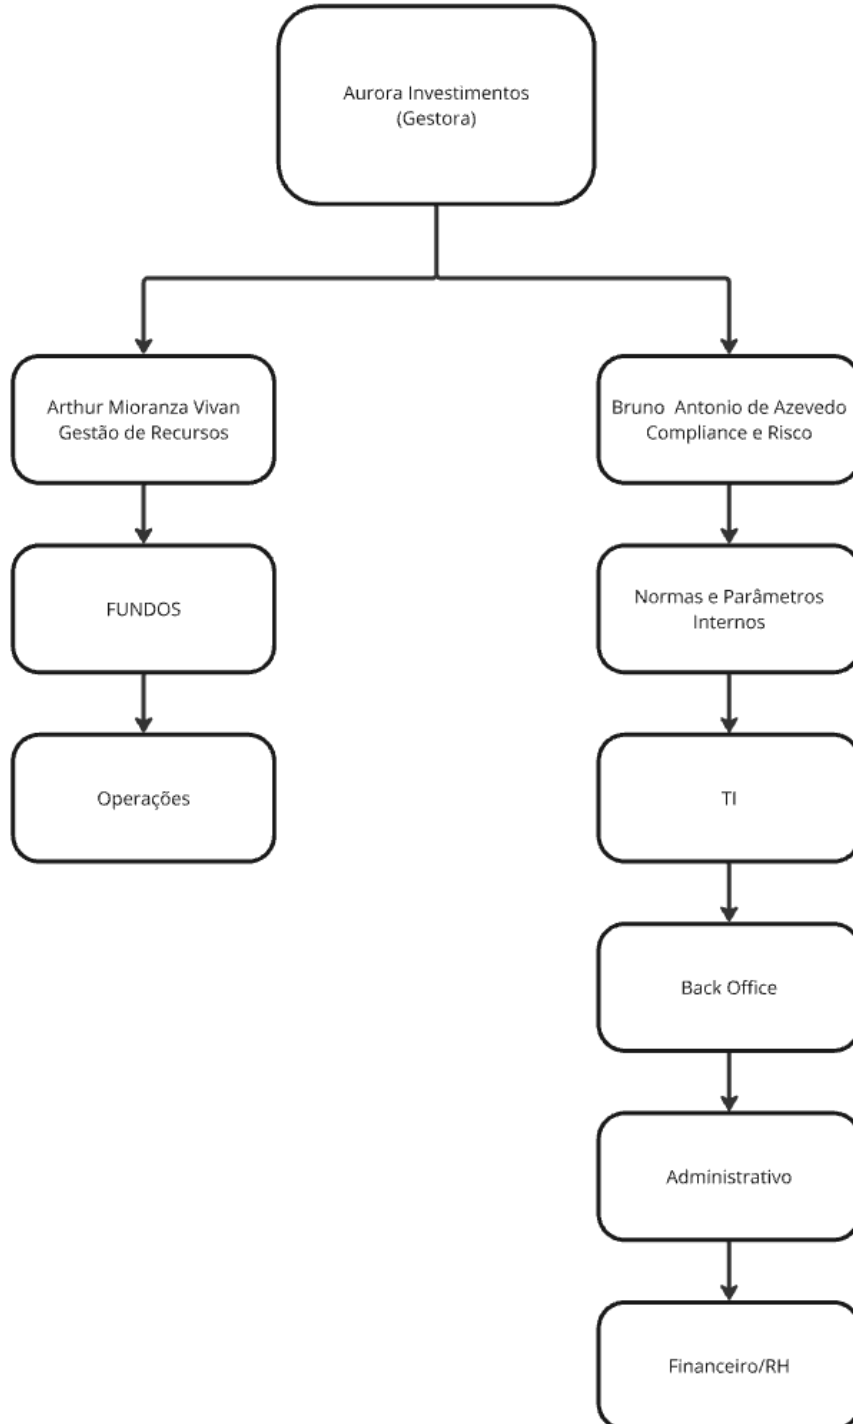 Aurora Investimentos
(Gestora)
Arthur Mioranza Vivan
Gestão de Recursos
Bruno  Antonio de Azevedo
Compliance e Risco
FUNDOS
Normas e Parâmetros
Internos
Operações
TI
Back Office
Administrativo
Financeiro/RH